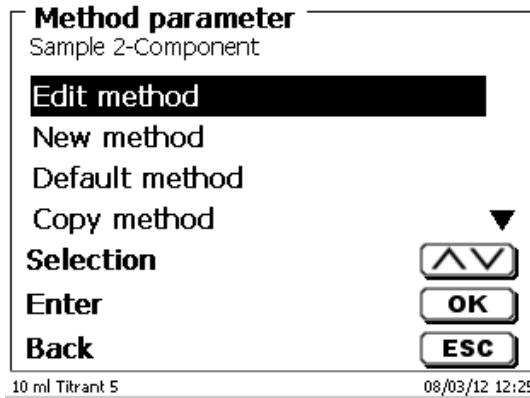 Method parameter
Sample 2-Component
Edit method
New method
Default method
Copy method
Selection
Enter OK
Back ESC
10 ml Titrant 5 08/03/12 12:25